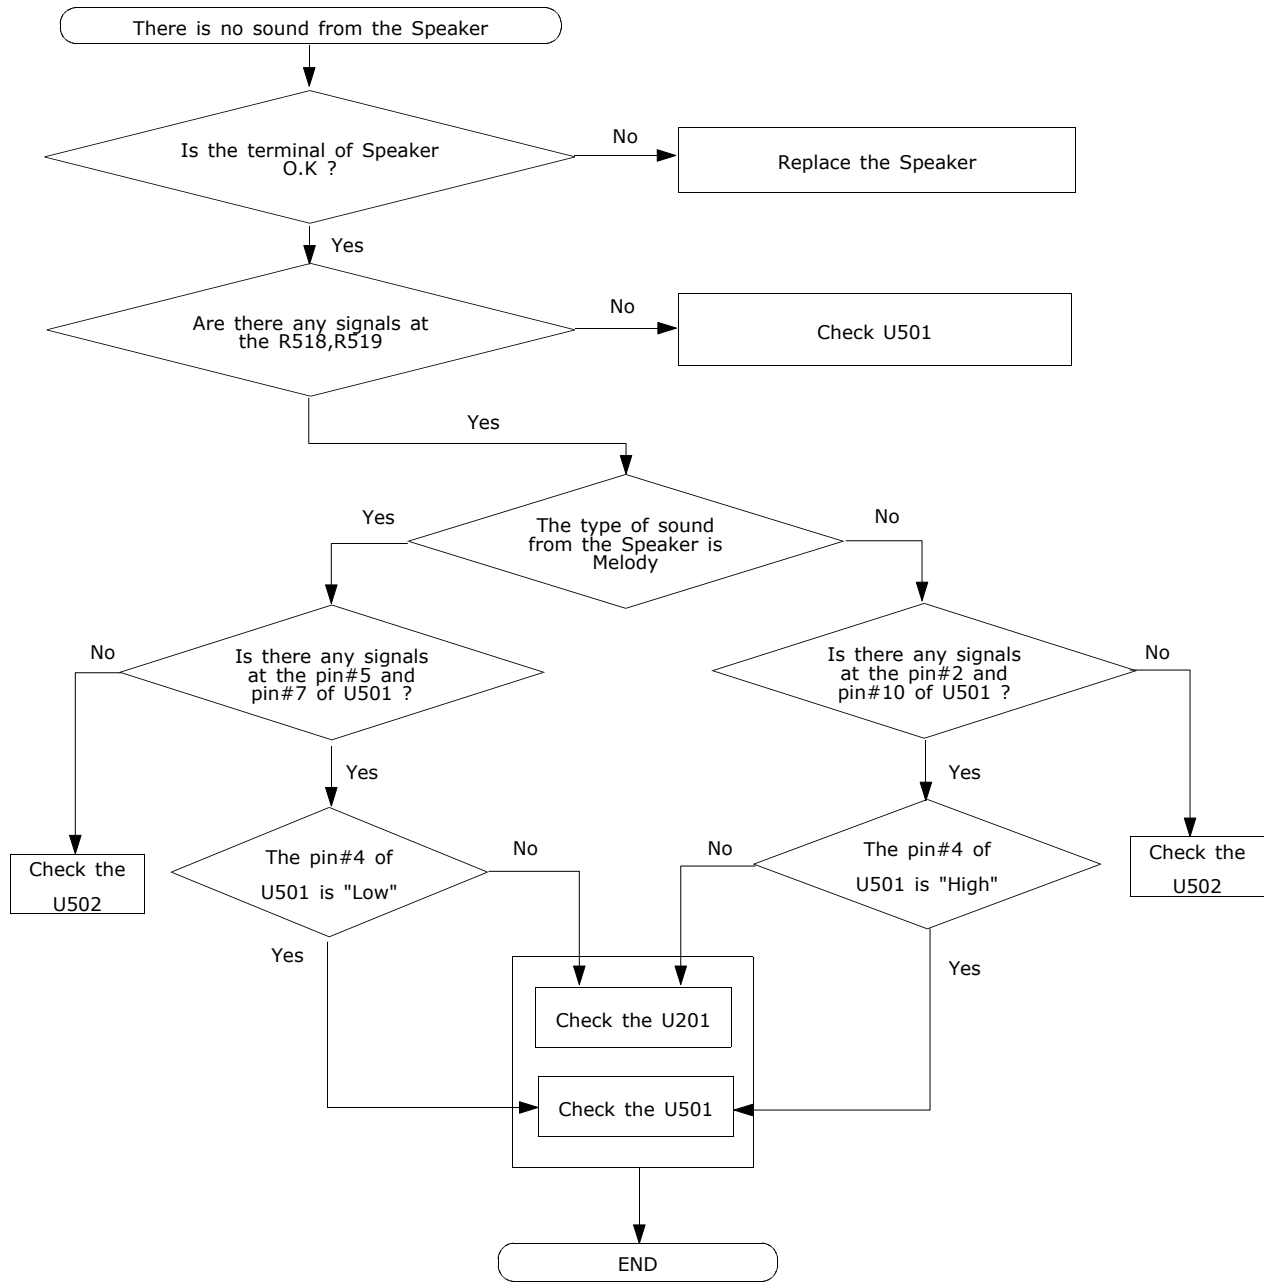 There is no sound from the Speaker
Is the terminal of Speaker
O.K ?
No
Replace the Speaker
Yes
Are there any signals at
the R518,R519
No
Check U501
Yes
The type of sound
from the Speaker is
Melody
Yes
No
Is there any signals
at the pin#5 and
pin#7 of U501 ?
No
Yes
Is there any signals
at the pin#2 and
pin#10 of U501 ?
No
Yes
Check the
U502
The pin#4 of
U501 is "Low"
No
Yes
The pin#4 of
U501 is "High"
No
Yes
Check the
U502
Check the U201
Check the U501
END